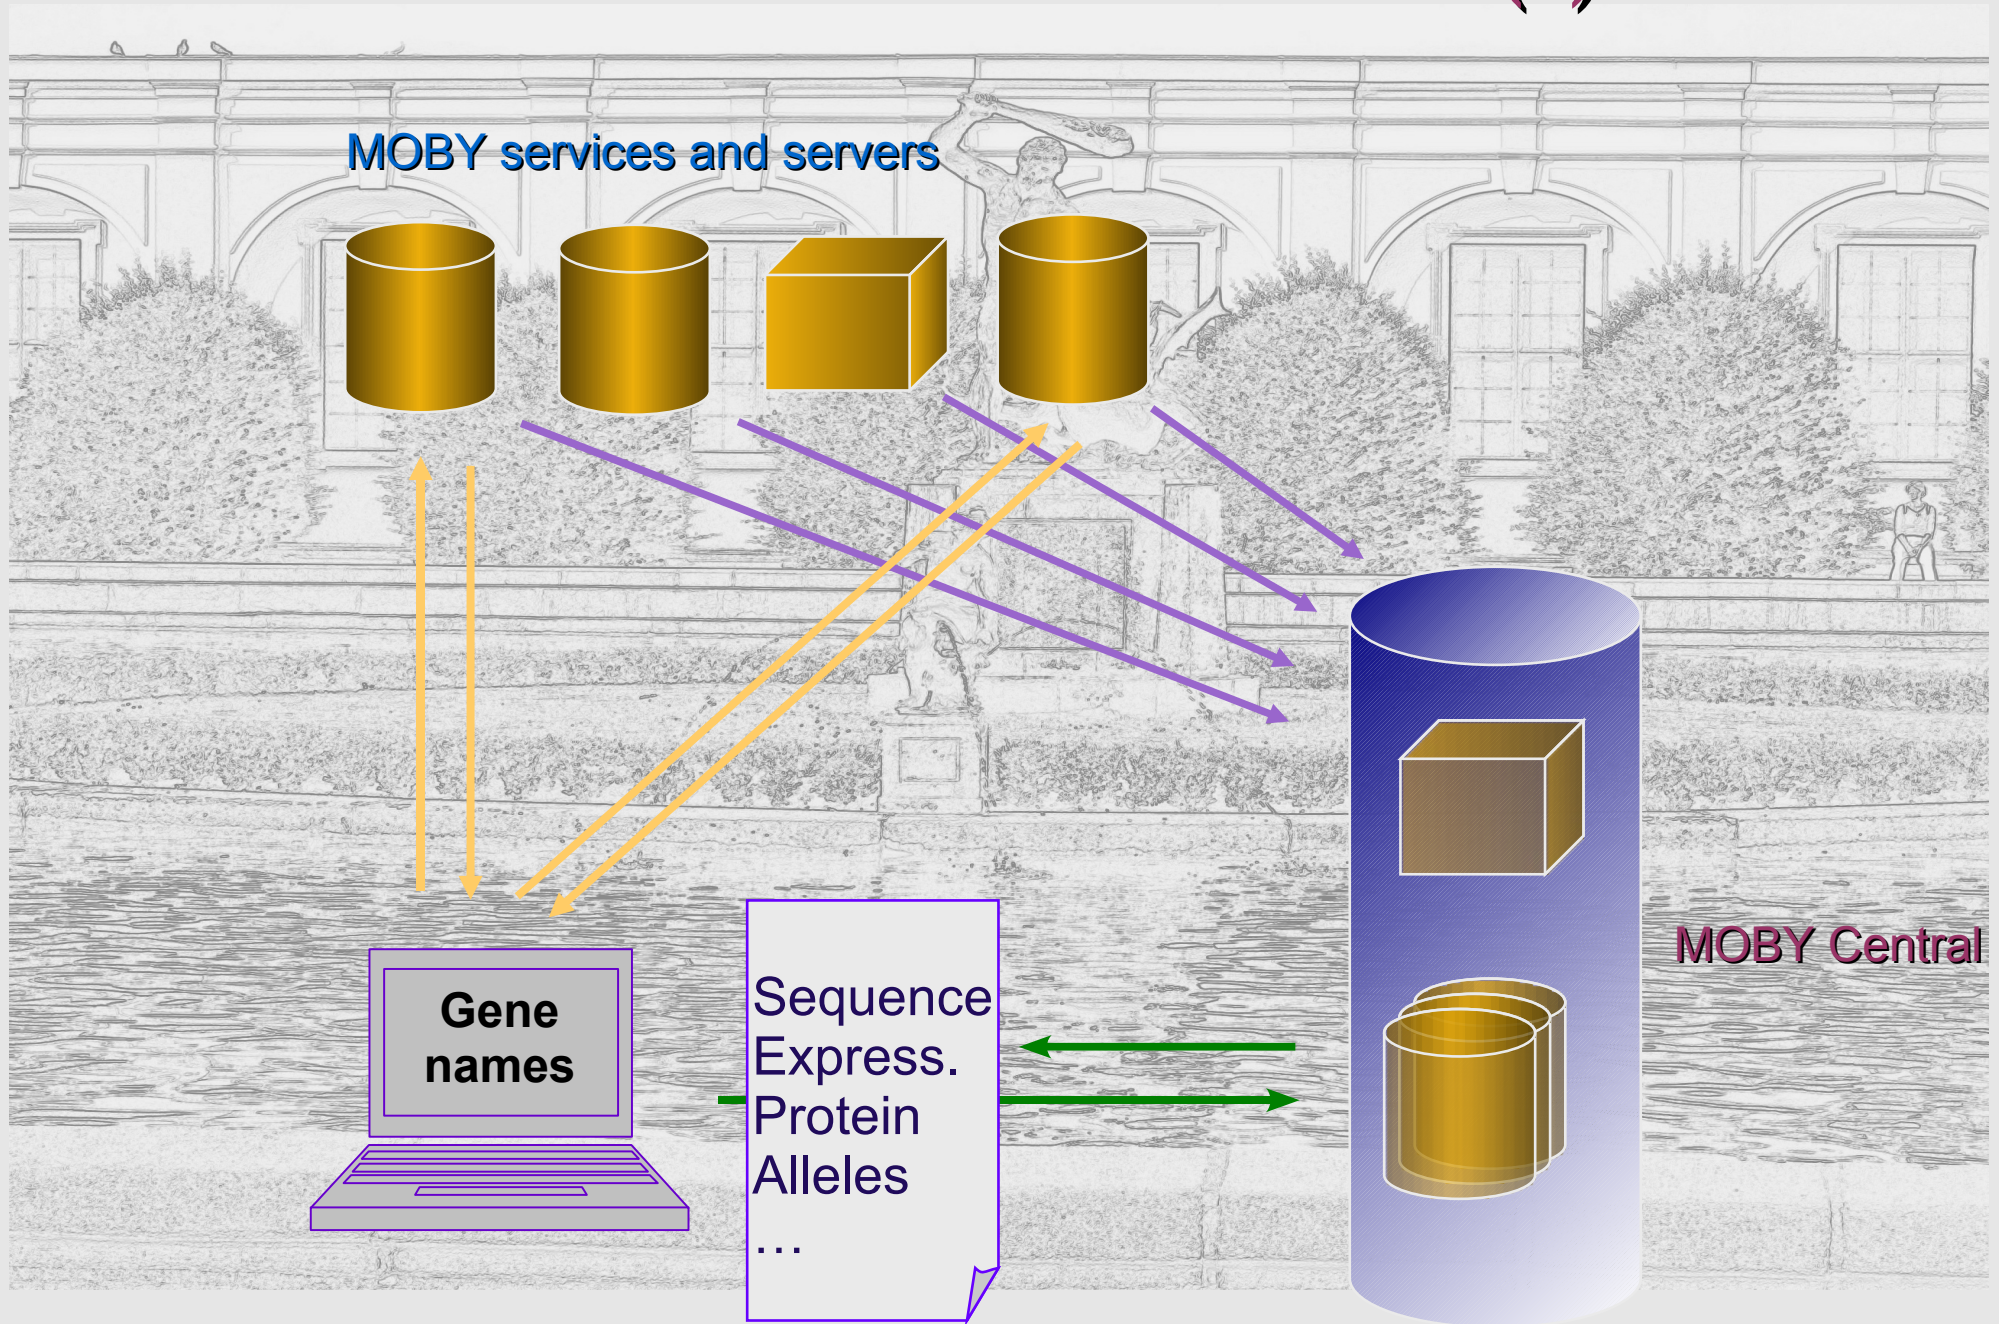 MOBY services and servers
Gene
names
Sequence
Express.
Protein
Alleles
…
MOBY Central